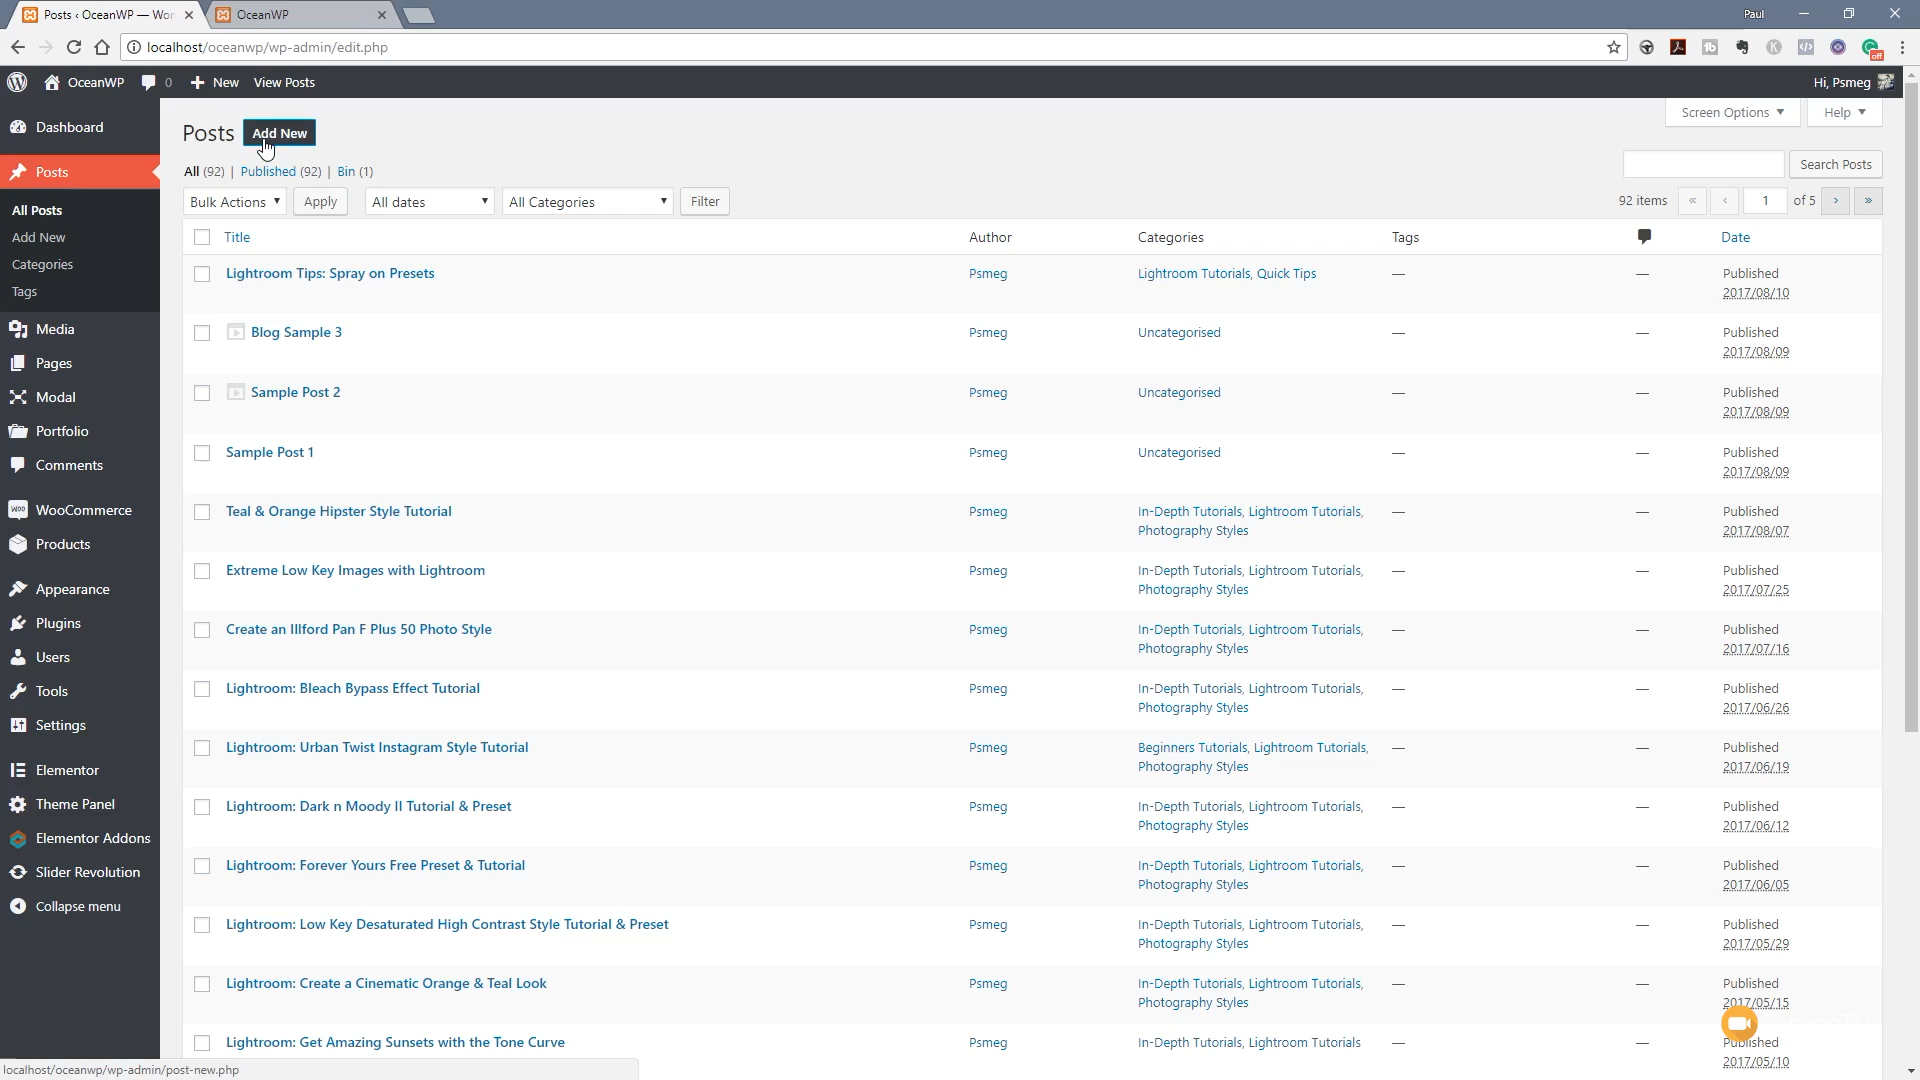 Posts ‹ OceanWP — Wor
OceanWP
Paul
localhost/oceanwp/wp-admin/edit.php
off
OceanWP
0
New
View Posts
Hi, Psmeg
Dashboard
Posts
All Posts
Add New
Categories
Tags
Media
Pages
Modal
Portfolio
Comments
Woo WooCommerce
Products
Appearance
Plugins
Users
Tools
Settings
Elementor
Theme Panel
Elementor Addons
Slider Revolution
Collapse menu
Posts Add New
Screen Options Help
All (92) | Published (92) | Bin (1)
Search Posts
Bulk Actions Apply All dates All Categories Filter
92 items « ‹ 1 of 5 › »
Title Author Categories Tags Date
Lightroom Tips: Spray on Presets Psmeg Lightroom Tutorials, Quick Tips — — Published
2017/08/10
Blog Sample 3 Psmeg Uncategorised — — Published
2017/08/09
Sample Post 2 Psmeg Uncategorised — — Published
2017/08/09
Sample Post 1 Psmeg Uncategorised — — Published
2017/08/09
Teal & Orange Hipster Style Tutorial Psmeg In-Depth Tutorials, Lightroom Tutorials, — — Published
Photography Styles 2017/08/07
Extreme Low Key Images with Lightroom Psmeg In-Depth Tutorials, Lightroom Tutorials, — — Published
Photography Styles 2017/07/25
Create an Illford Pan F Plus 50 Photo Style Psmeg In-Depth Tutorials, Lightroom Tutorials, — — Published
Photography Styles 2017/07/16
Lightroom: Bleach Bypass Effect Tutorial Psmeg In-Depth Tutorials, Lightroom Tutorials, — — Published
Photography Styles 2017/06/26
Lightroom: Urban Twist Instagram Style Tutorial Psmeg Beginners Tutorials, Lightroom Tutorials, — — Published
Photography Styles 2017/06/19
Lightroom: Dark n Moody II Tutorial & Preset Psmeg In-Depth Tutorials, Lightroom Tutorials, — — Published
Photography Styles 2017/06/12
Lightroom: Forever Yours Free Preset & Tutorial Psmeg In-Depth Tutorials, Lightroom Tutorials, — — Published
Photography Styles 2017/06/05
Lightroom: Low Key Desaturated High Contrast Style Tutorial & Preset Psmeg In-Depth Tutorials, Lightroom Tutorials, — — Published
Photography Styles 2017/05/29
Lightroom: Create a Cinematic Orange & Teal Look Psmeg In-Depth Tutorials, Lightroom Tutorials, — — Published
Photography Styles 2017/05/15
Lightroom: Get Amazing Sunsets with the Tone Curve Psmeg In-Depth Tutorials, Lightroom Tutorials — — Published
2017/05/10
localhost/oceanwp/wp-admin/post-new.php